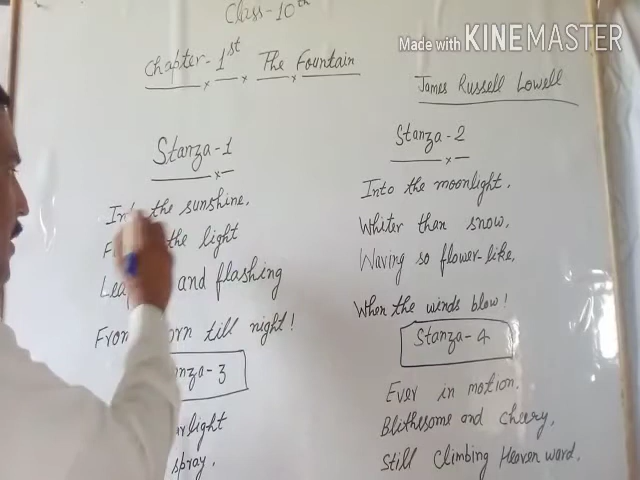 Class-10th
Made with KINEMASTER
Chapter-1st The Fountain
James Russell Lowell
Stanza-1
the sunshine,
the light
and flashing
From till night!
Stanza-2
Into the moonlight,
Whiter than snow,
Waving so flower-like,
When the winds blow!
3
spray,
Stanza-4
Ever in motion,
Blithesome and cheery,
Still climbing Heaven ward,